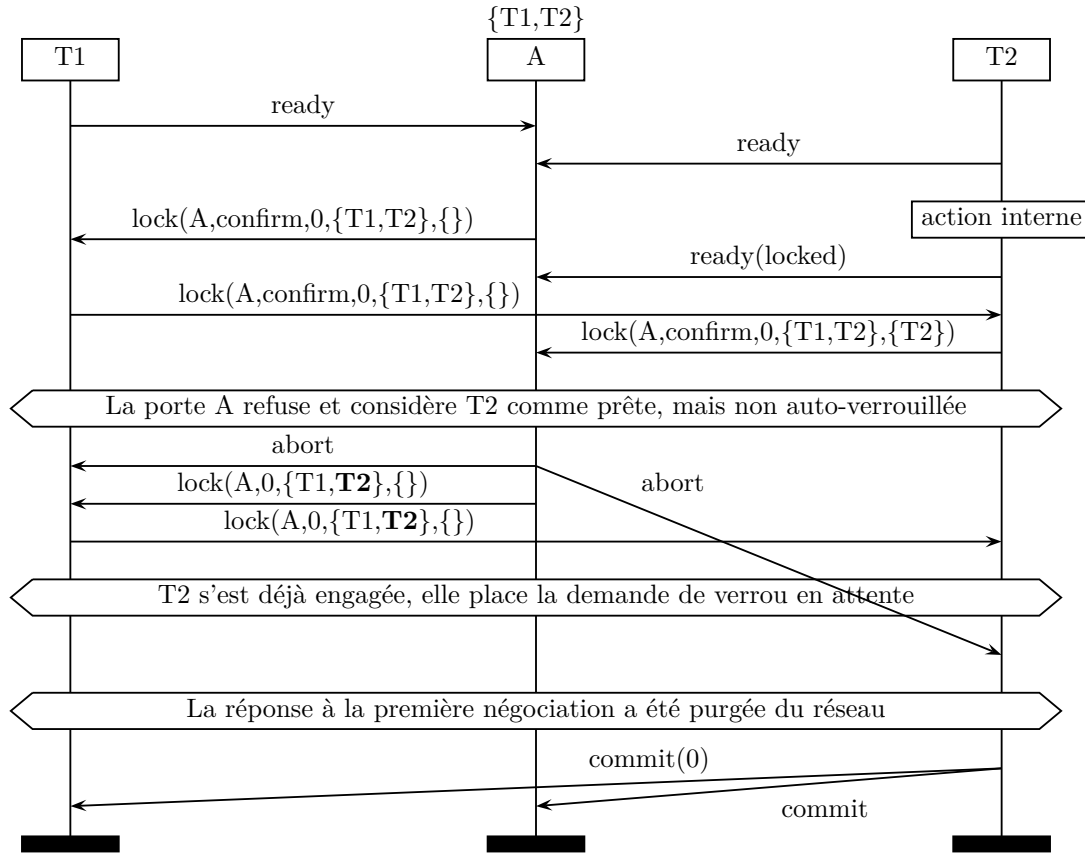 {T1,T2}
T1
A
T2
ready
ready
action interne
lock(A,confirm,0,{T1,T2},{})
ready(locked)
lock(A,confirm,0,{T1,T2},{})
lock(A,confirm,0,{T1,T2},{T2})
La porte A refuse et considère T2 comme prête, mais non auto-verrouillée
abort
lock(A,0,{T1,T2},{})
abort
lock(A,0,{T1,T2},{})
T2 s'est déjà engagée, elle place la demande de verrou en attente
La réponse à la première négociation a été purgée du réseau
commit(0)
commit